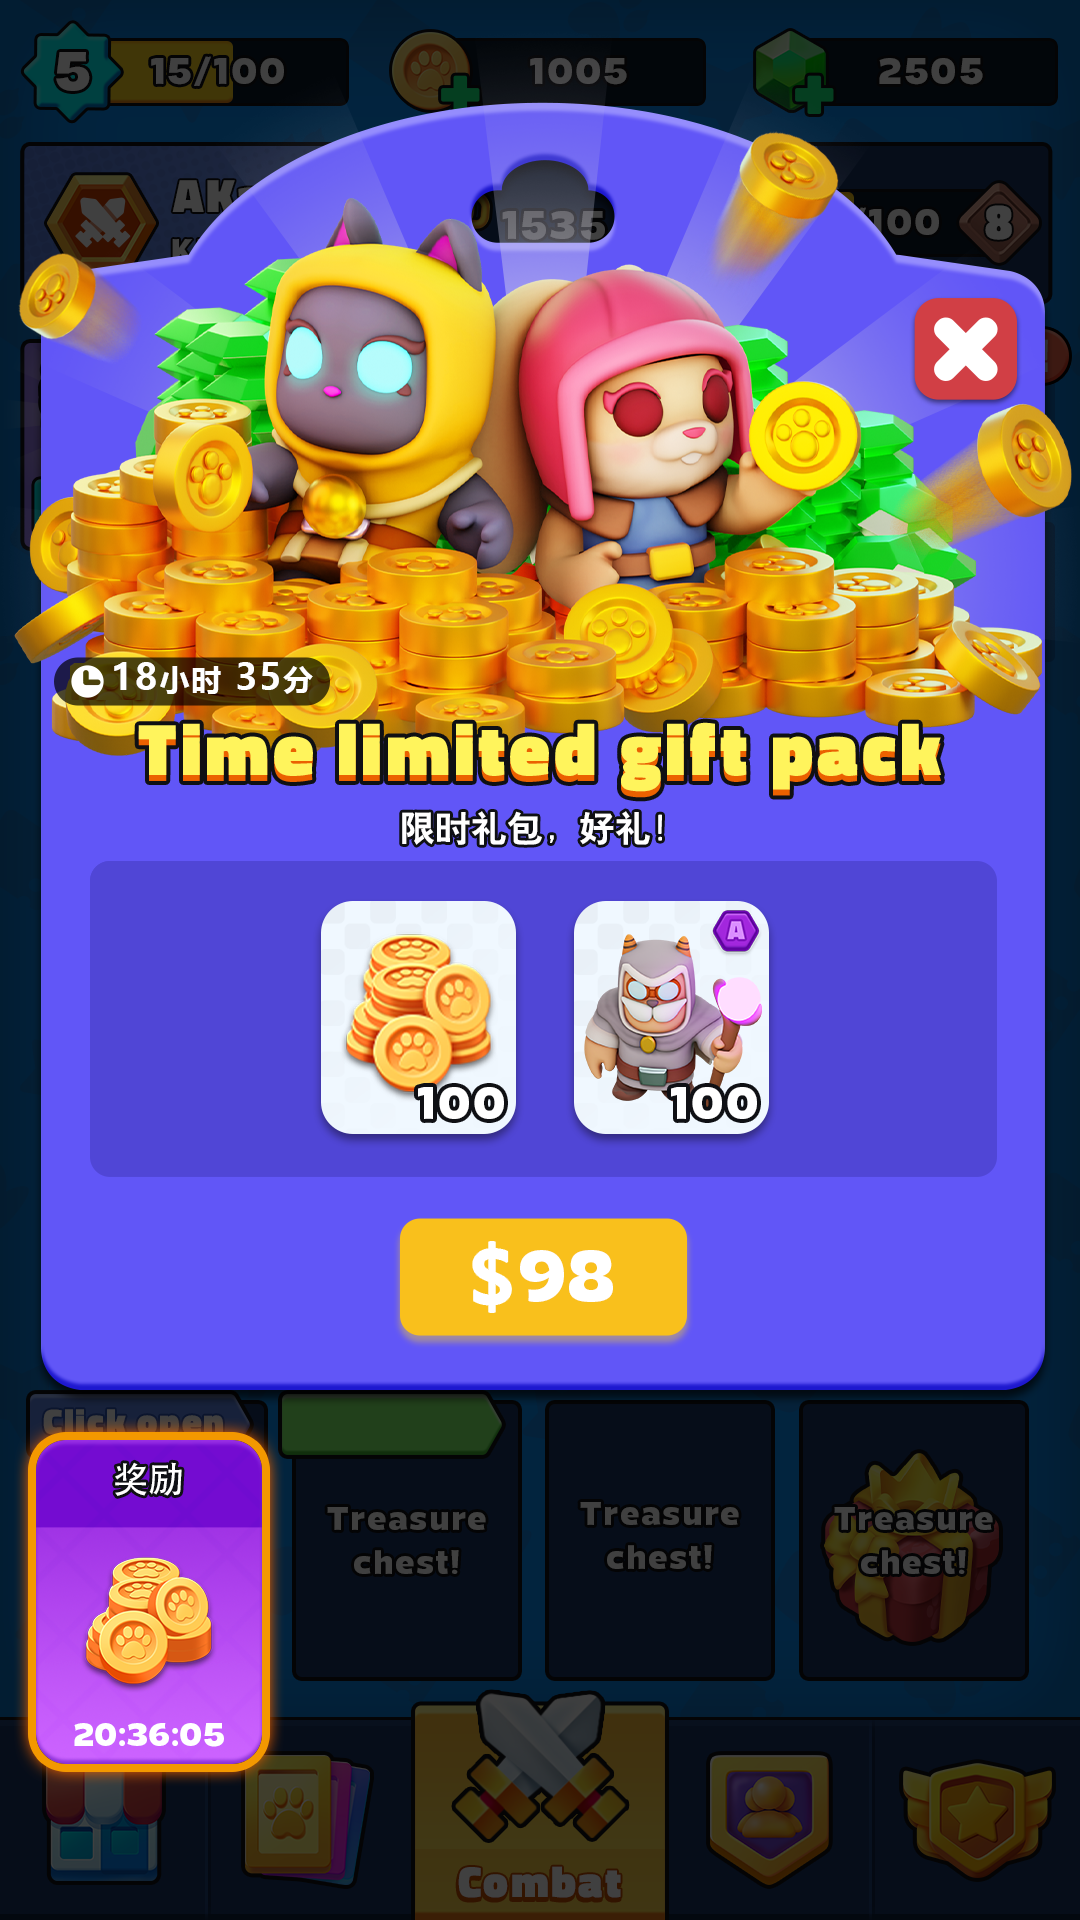 5
15/100
1005
2505
1535
/100
8
18小时 35分
Time limited gift pack
限时礼包，好礼！
A
100
100
$98
Click open
奖励
20:36:05
Treasure
chest!
Treasure
chest!
Treasure
chest!
Combat